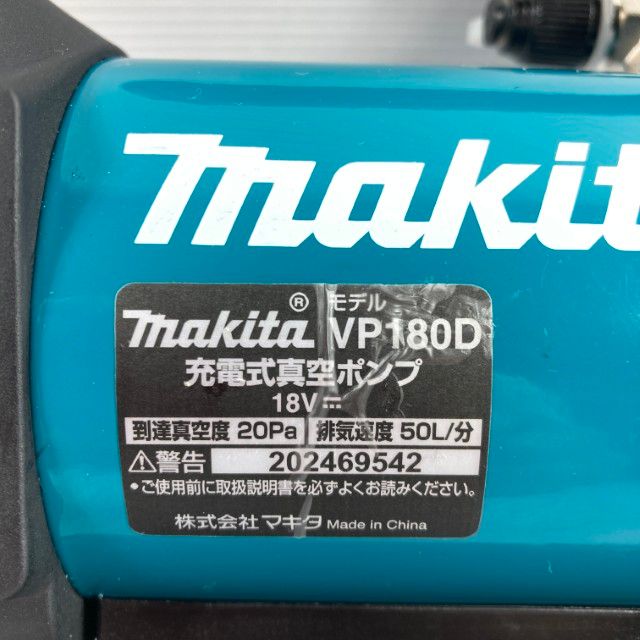 makit
® モデル
makita VP180D
充電式真空ポンプ
18V⎓
到達真空度 20Pa 排気速度 50L/分
⚠警告 202469542
•ご使用前に取扱説明書を必ずよくお読みください。
株式会社 マキタ Made in China